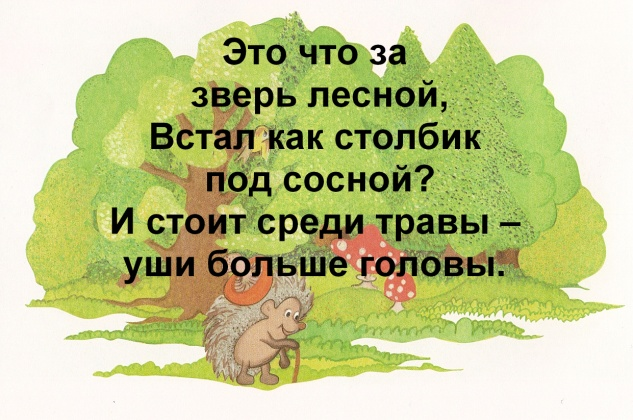 Это что за
зверь лесной,
Встал как столбик
под сосной?
И стоит среди травы –
уши больше головы.